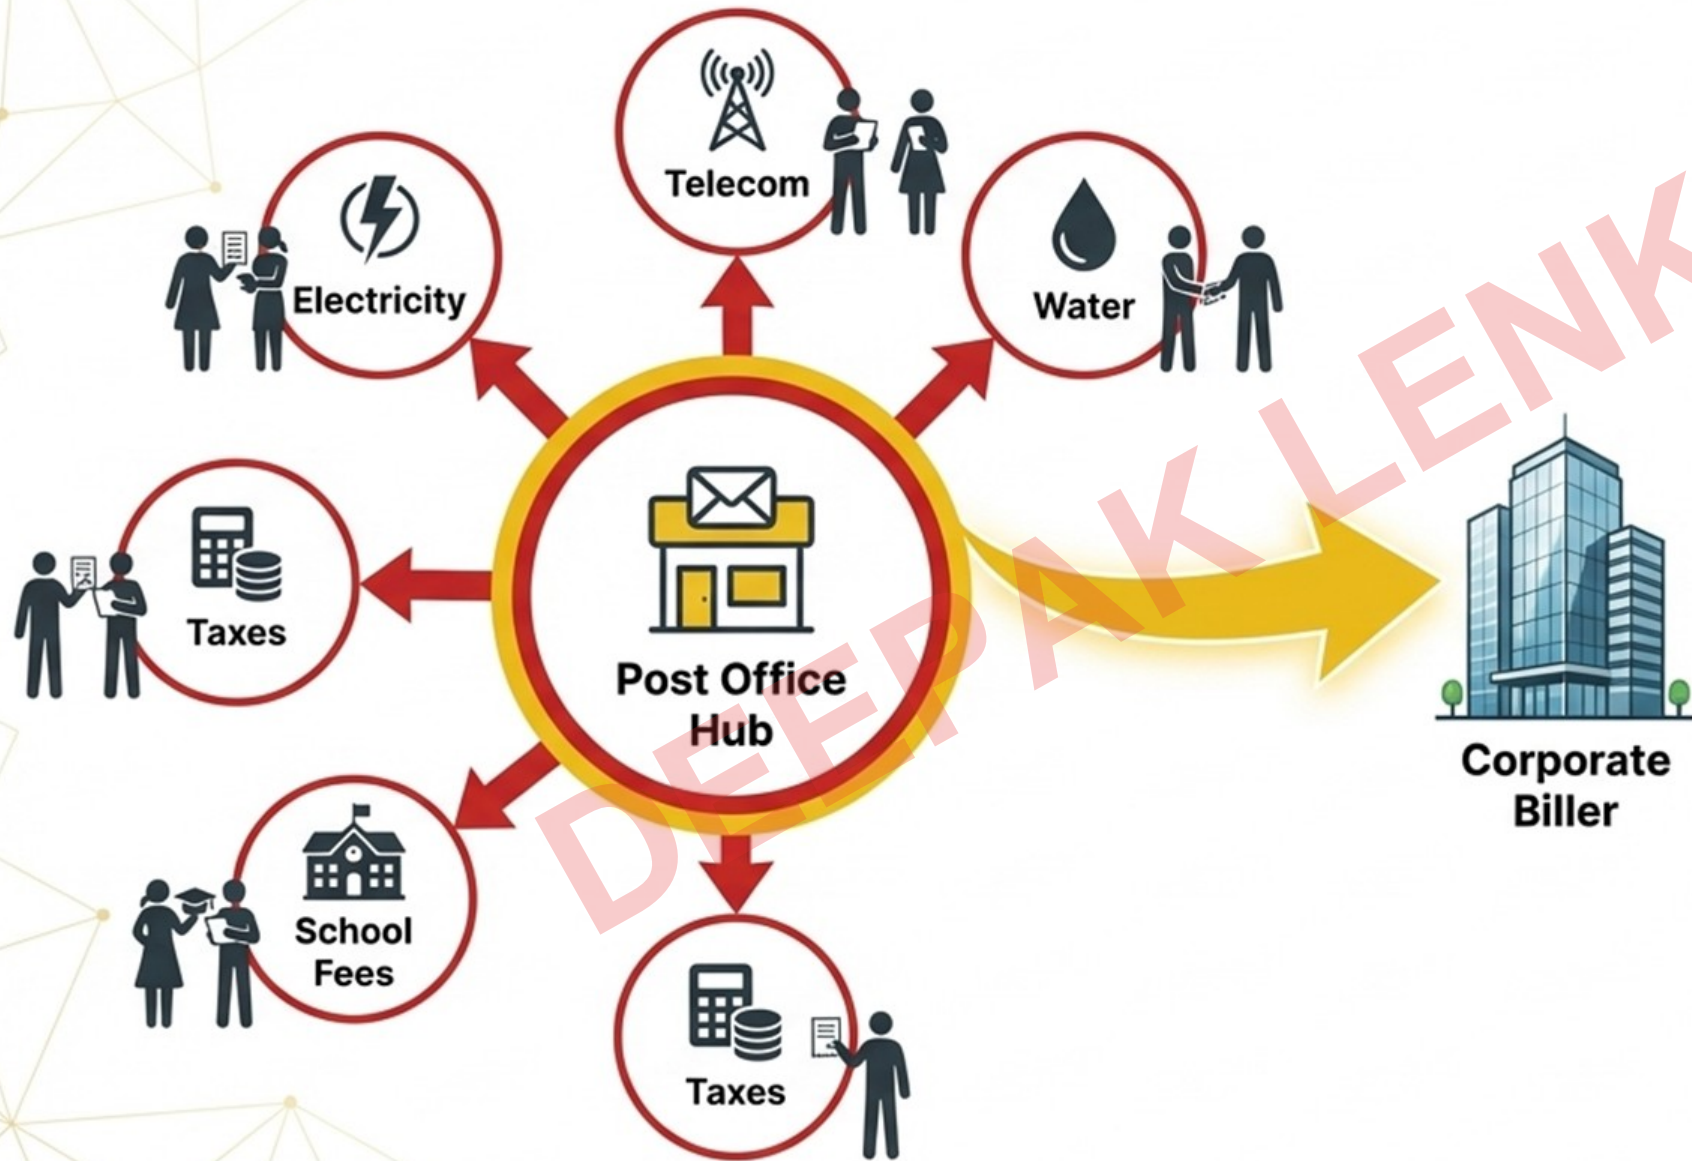 Telecom
Electricity
Water
Taxes
Post Office
Hub
Corporate
Biller
School
Fees
Taxes
DEEPAK LENK